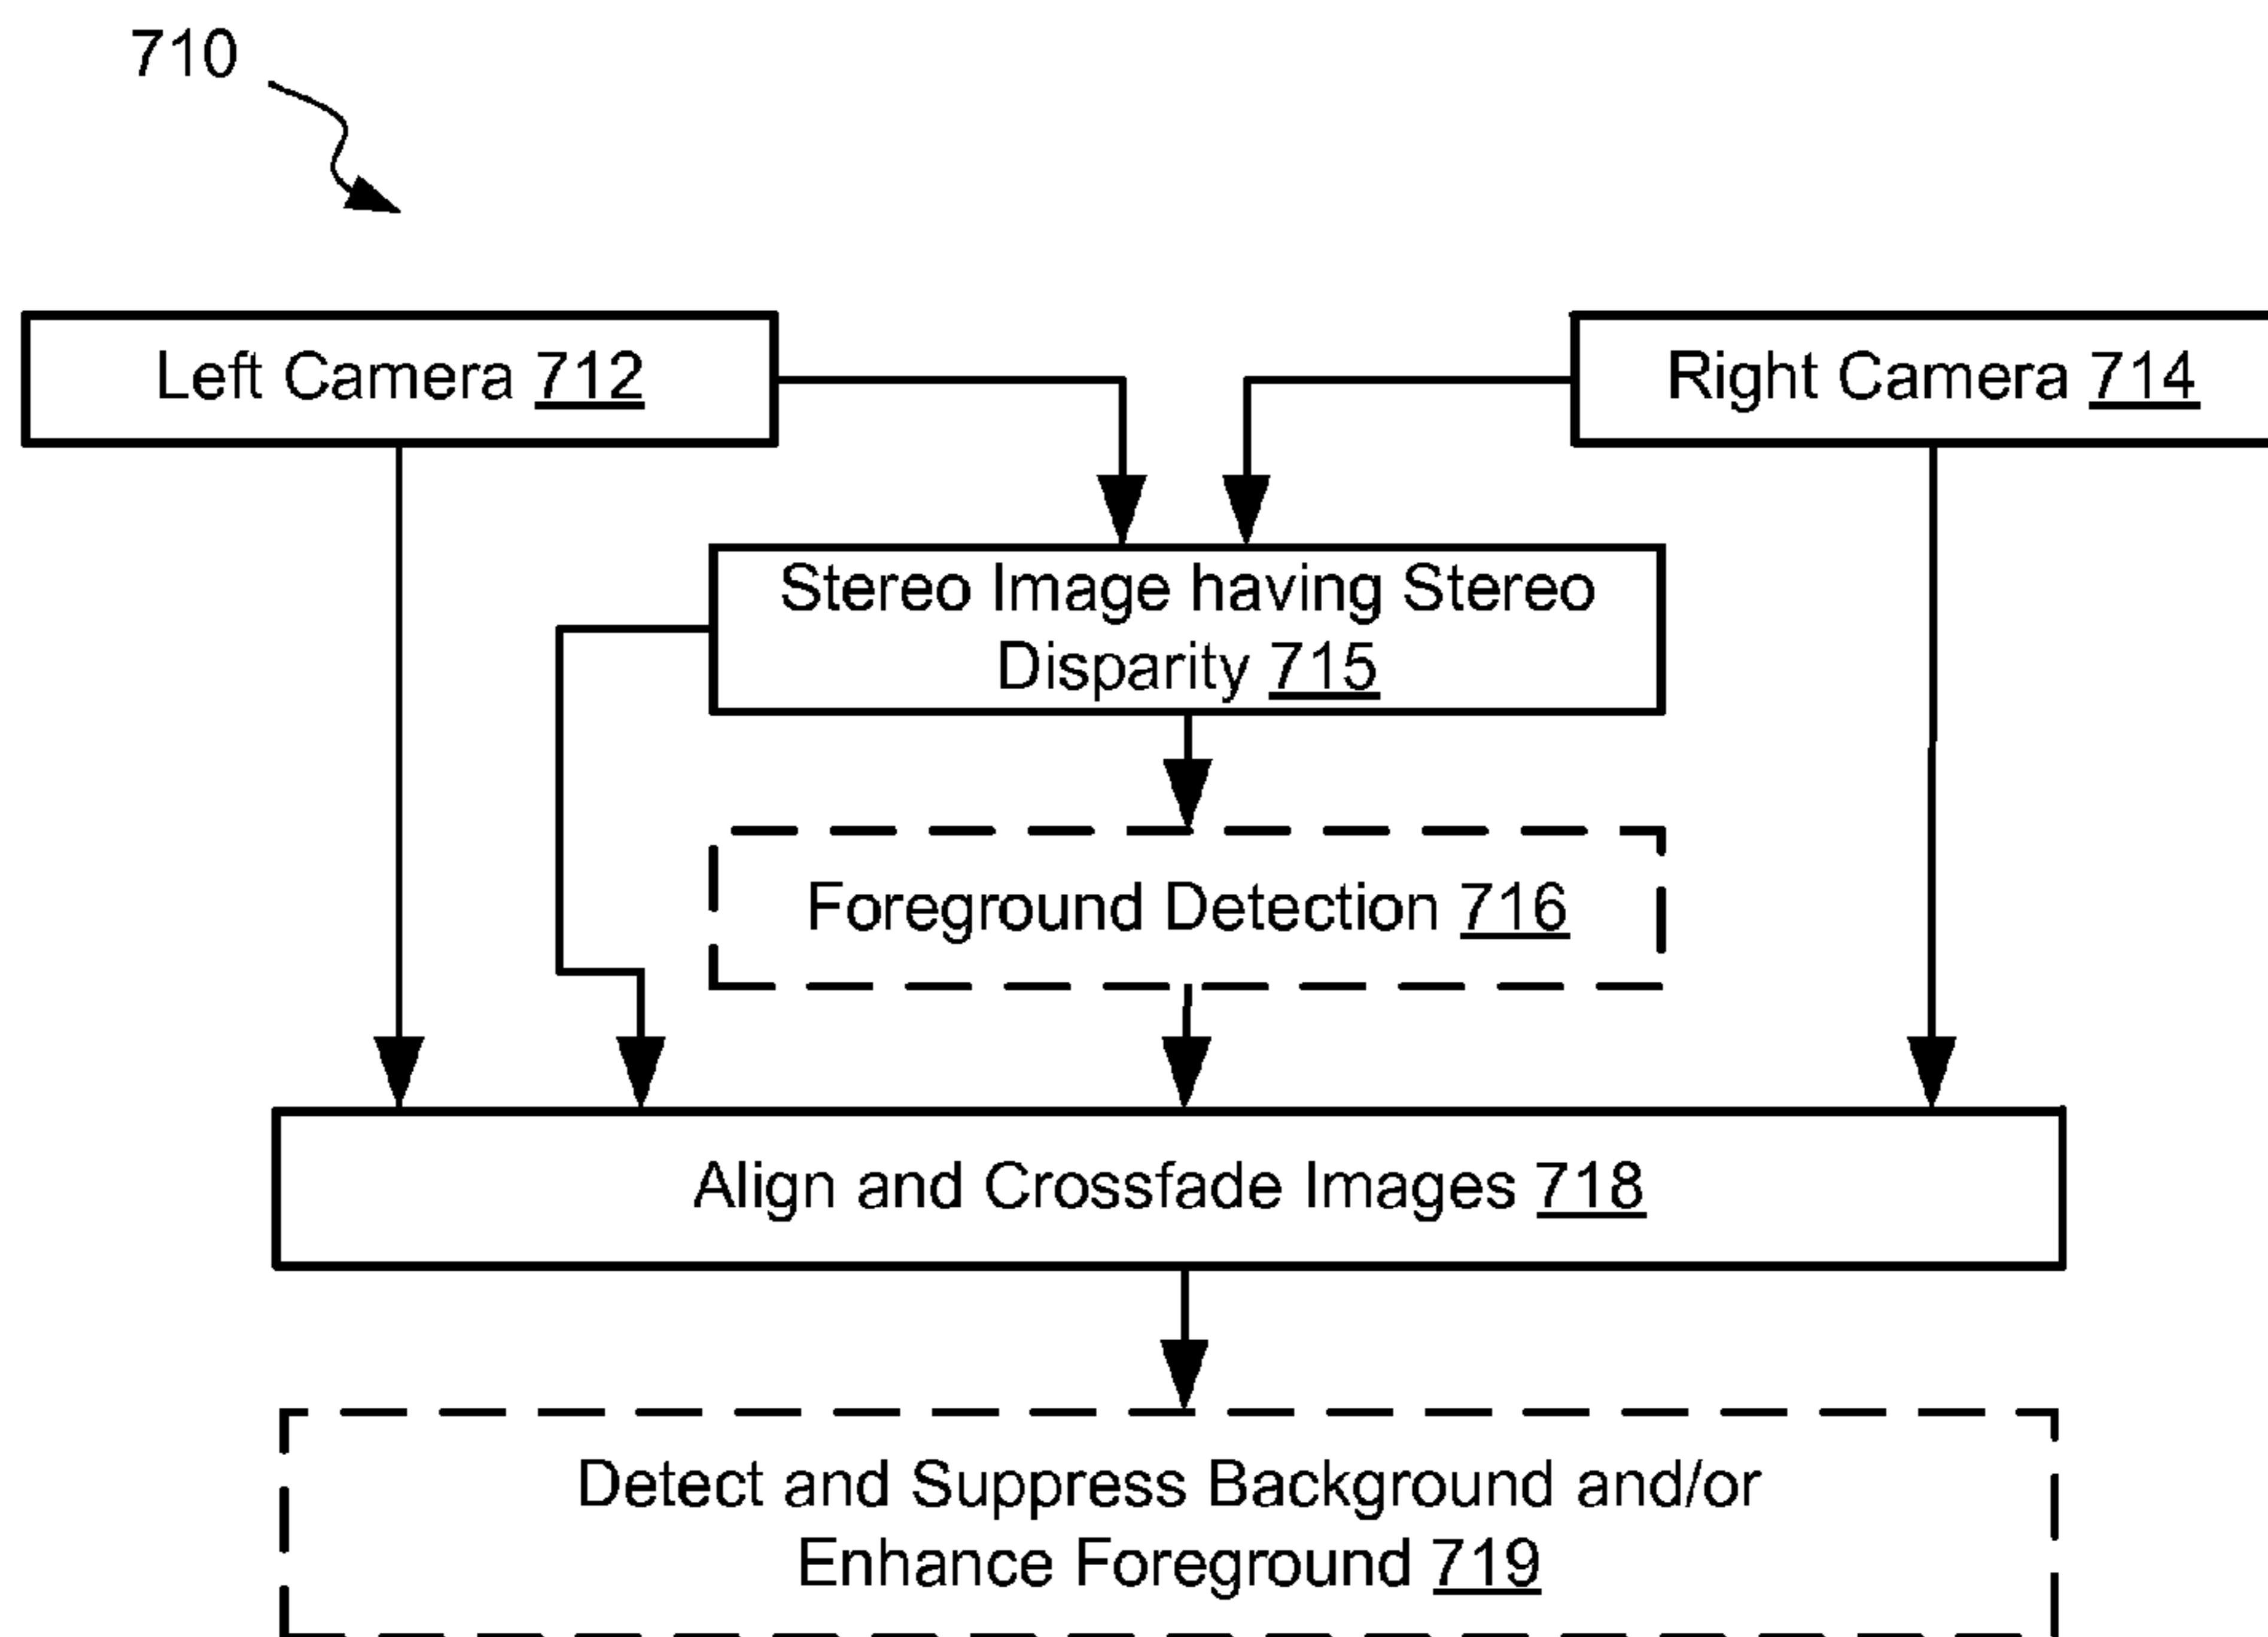 710
Left Camera 712
Right Camera 714
Stereo Image having Stereo
Disparity 715
Foreground Detection 716
Align and Crossfade Images 718
Detect and Suppress Background and/or
Enhance Foreground 719